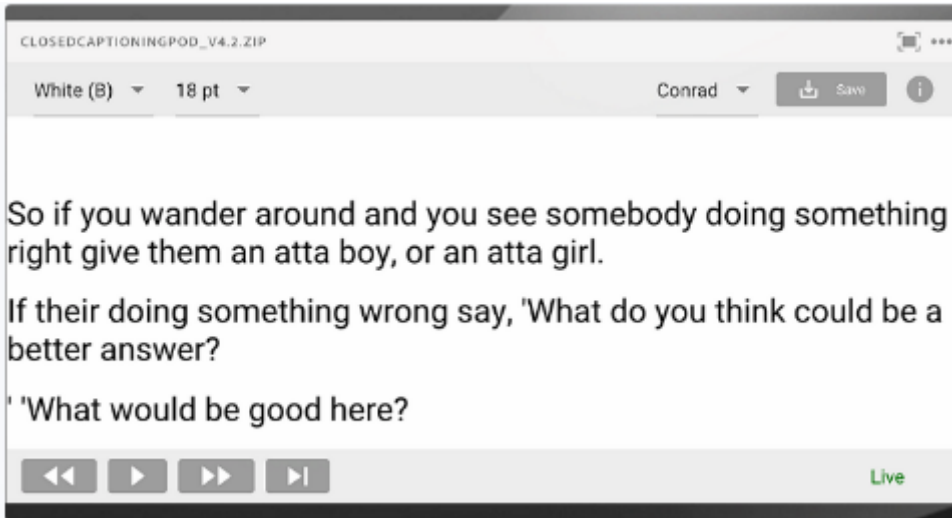 CLOSEDCAPTIONINGPOD_V4.2.ZIP
White (B) 18 pt Conrad Save
So if you wander around and you see somebody doing something
right give them an atta boy, or an atta girl.
If their doing something wrong say, 'What do you think could be a
better answer?
' 'What would be good here?
Live